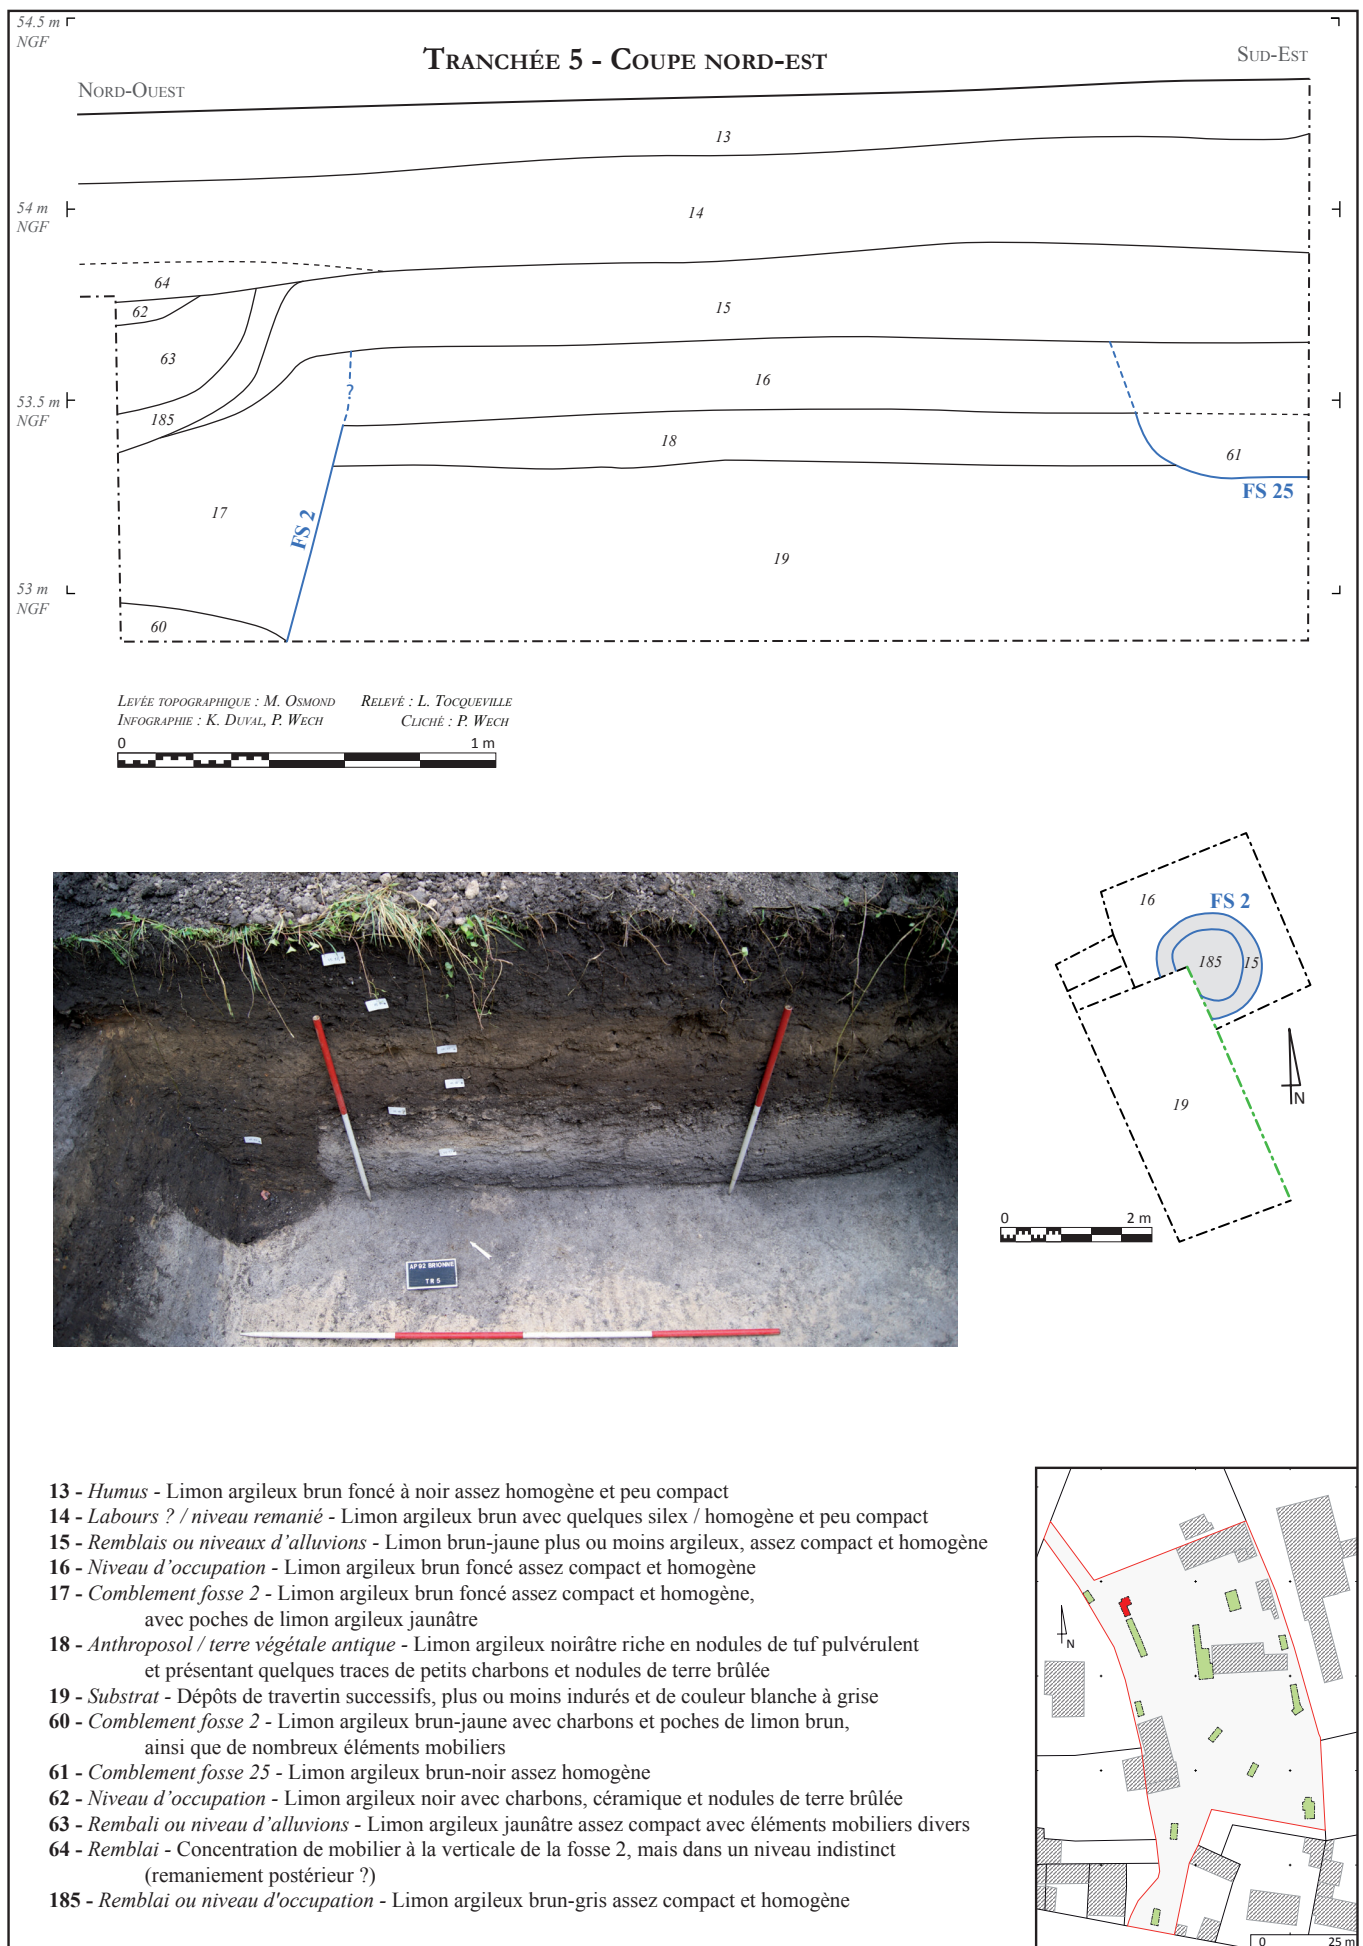 54.5 m
NGF
TRANCHÉE 5 - COUPE NORD-EST
SUD-EST
NORD-OUEST
13
54 m
NGF
14
64
62
15
63
16
?
53.5 m
NGF
185
18
61
FS 25
17
FS 2
19
53 m
NGF
60
LEVÉE TOPOGRAPHIQUE : M. OSMOND RELEVÉ : L. TOCQUEVILLE
INFOGRAPHIE : K. DUVAL, P. WECH CLICHÉ : P. WECH
0 1 m
16
FS 2
185
15
19
N
0 2 m
AP 92 BRIONNE
TR 5
13 - Humus - Limon argileux brun foncé à noir assez homogène et peu compact
14 - Labours ? / niveau remanié - Limon argileux brun avec quelques silex / homogène et peu compact
15 - Remblais ou niveaux d'alluvions - Limon brun-jaune plus ou moins argileux, assez compact et homogène
16 - Niveau d'occupation - Limon argileux brun foncé assez compact et homogène
17 - Comblement fosse 2 - Limon argileux brun foncé assez compact et homogène,
avec poches de limon argileux jaunâtre
18 - Anthroposol / terre végétale antique - Limon argileux noirâtre riche en nodules de tuf pulvérulent
et présentant quelques traces de petits charbons et nodules de terre brûlée
19 - Substrat - Dépôts de travertin successifs, plus ou moins indurés et de couleur blanche à grise
60 - Comblement fosse 2 - Limon argileux brun-jaune avec charbons et poches de limon brun,
ainsi que de nombreux éléments mobiliers
61 - Comblement fosse 25 - Limon argileux brun-noir assez homogène
62 - Niveau d'occupation - Limon argileux noir avec charbons, céramique et nodules de terre brûlée
63 - Rembali ou niveau d'alluvions - Limon argileux jaunâtre assez compact avec éléments mobiliers divers
64 - Remblai - Concentration de mobilier à la verticale de la fosse 2, mais dans un niveau indistinct
(remaniement postérieur ?)
185 - Remblai ou niveau d'occupation - Limon argileux brun-gris assez compact et homogène
N
0 25 m